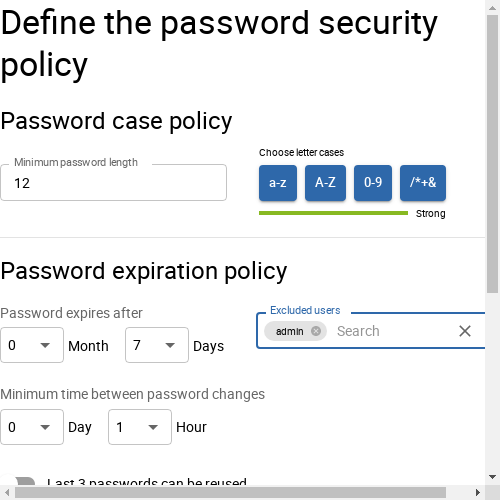 Define the password security
policy
Password case policy
Choose letter cases
Minimum password length
12
a-z A-Z 0-9 /*+&
Strong
Password expiration policy
Password expires after
Excluded users
admin Search
0 Month 7 Days
Minimum time between password changes
0 Day 1 Hour
Last 3 passwords can be reused